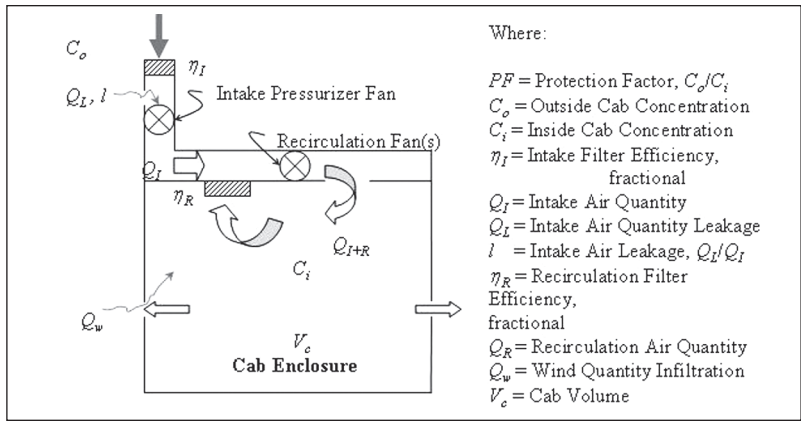 C_o
η_I
Q_L, l
Intake Pressurizer Fan
Recirculation Fan(s)
Q_I
η_R
Q_I+R
C_i
Q_w
V_c
Cab Enclosure
Where:
PF = Protection Factor, C_o/C_i
C_o = Outside Cab Concentration
C_i = Inside Cab Concentration
η_I = Intake Filter Efficiency,
fractional
Q_I = Intake Air Quantity
Q_L = Intake Air Quantity Leakage
l = Intake Air Leakage, Q_L/Q_I
η_R = Recirculation Filter
Efficiency,
fractional
Q_R = Recirculation Air Quantity
Q_w = Wind Quantity Infiltration
V_c = Cab Volume